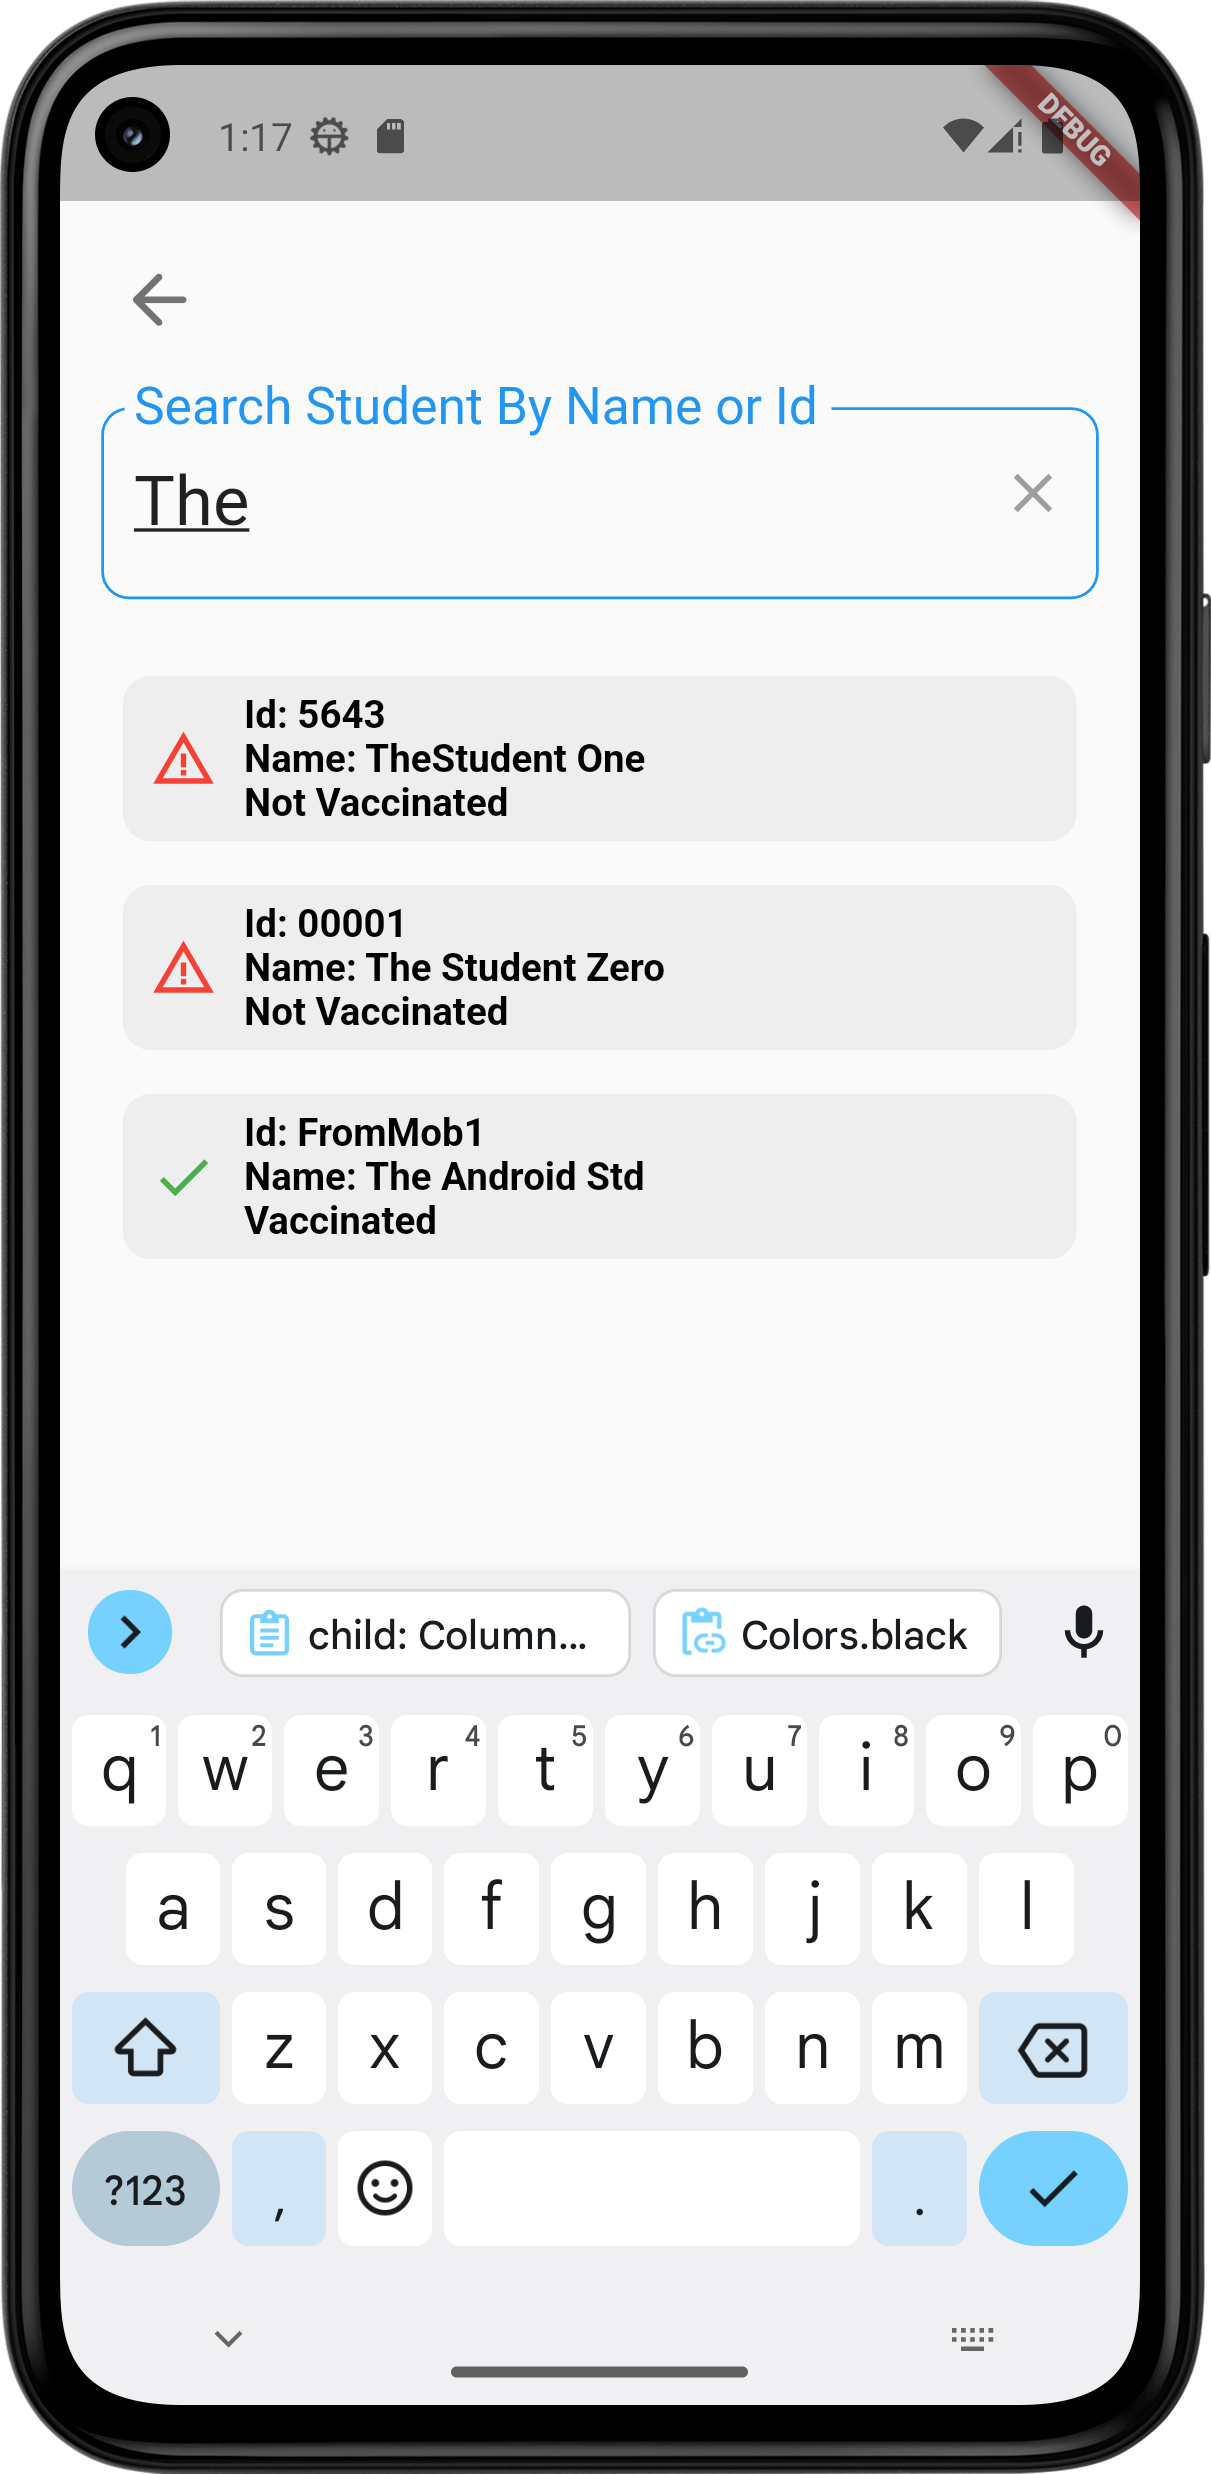 1:17
DEBUG
Search Student By Name or Id
The
Id: 5643
Name: TheStudent One
Not Vaccinated
Id: 00001
Name: The Student Zero
Not Vaccinated
Id: FromMob1
Name: The Android Std
Vaccinated
child: Column...
Colors.black
q 1 w 2 e 3 r 4 t 5 y 6 u 7 i 8 o 9 p 0
a s d f g h j k l
z x c v b n m
?123 , .